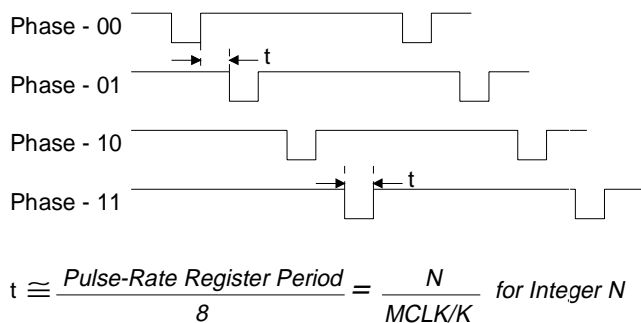 Phase - 00
t
Phase - 01
Phase - 10
t
Phase - 11
t ≅ Pulse-Rate Register Period / 8 = N / MCLK/K for Integer N